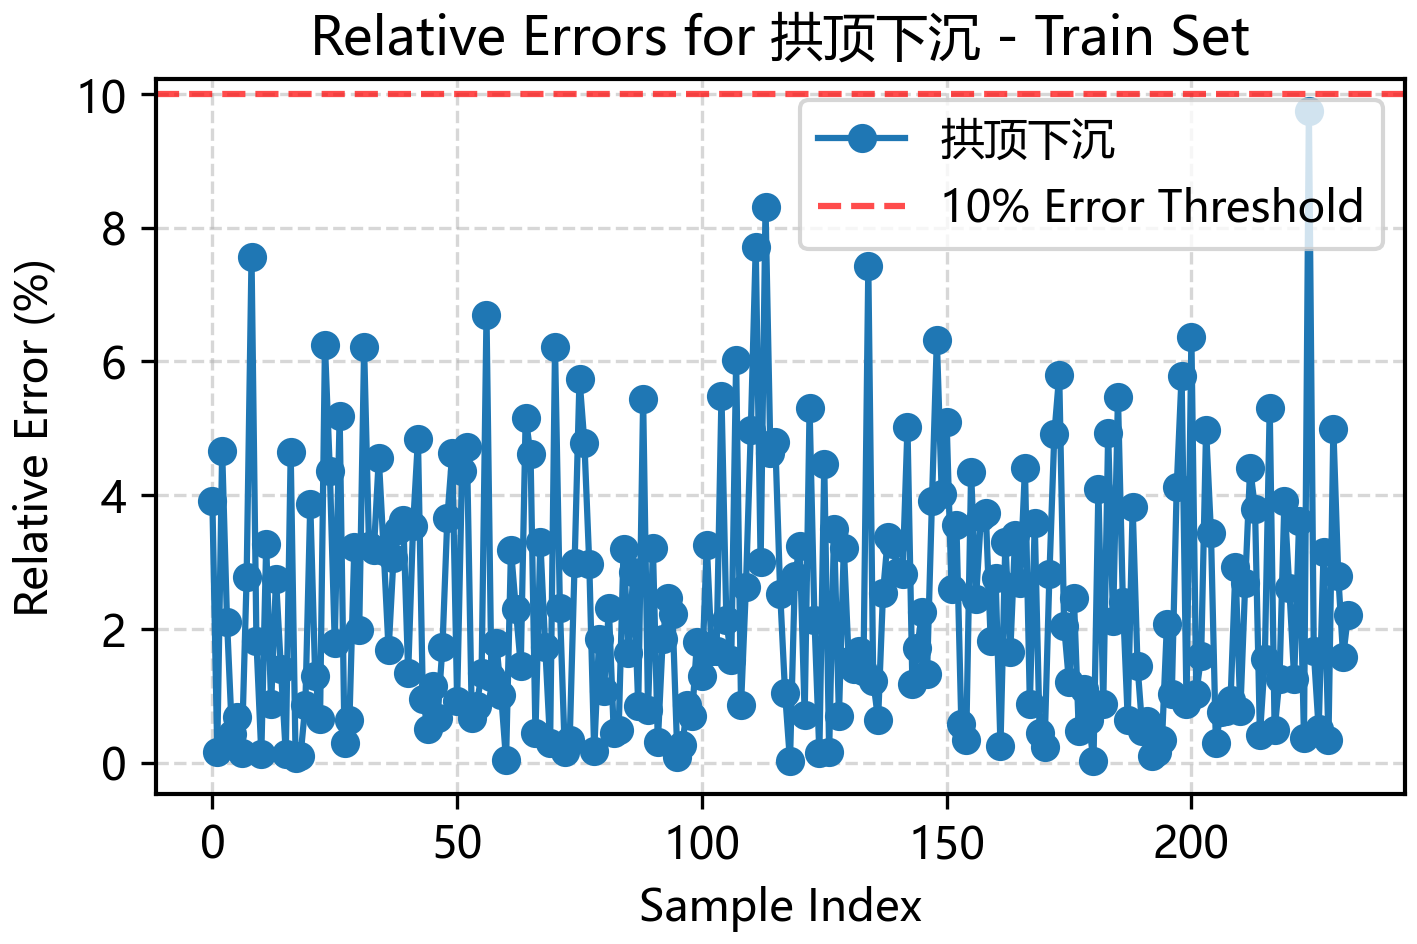 Relative Errors for 拱顶下沉 - Train Set
10
8
6
4
2
0
Relative Error (%)
拱顶下沉
10% Error Threshold
0
50
100
150
200
Sample Index